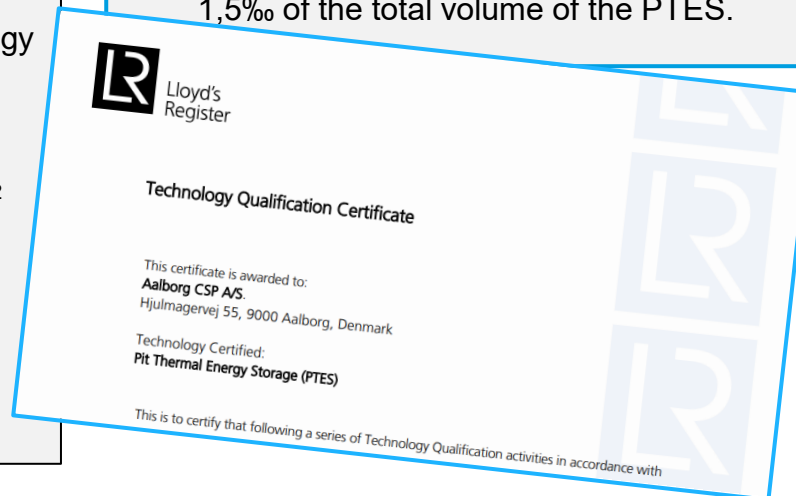 1,5‰ of the total volume of the PTES.
gy
2
LR
Lloyd's
Register
Technology Qualification Certificate
This certificate is awarded to:
Aalborg CSP A/S.
Hjulmagervej 55, 9000 Aalborg, Denmark
Technology Certified:
Pit Thermal Energy Storage (PTES)
This is to certify that following a series of Technology Qualification activities in accordance with